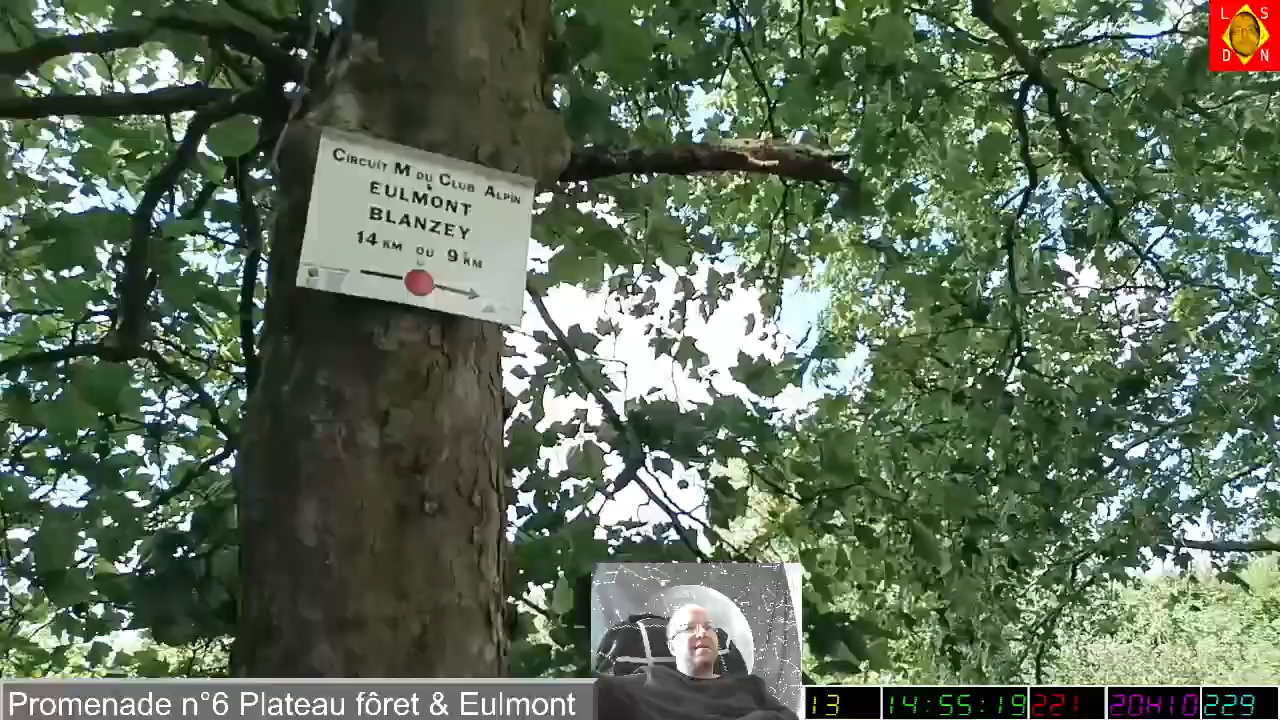 L S
D N
CIRCUIT M DU CLUB ALPIN
EULMONT
BLANZEY
14 KM OU 9 KM
Promenade n°6 Plateau fôret & Eulmont
13 14:55:19 221 20H10 229